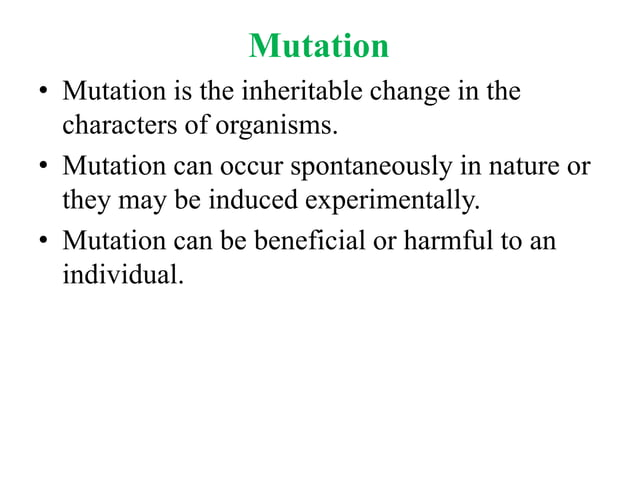 Mutation
• Mutation is the inheritable change in the
characters of organisms.
• Mutation can occur spontaneously in nature or
they may be induced experimentally.
• Mutation can be beneficial or harmful to an
individual.